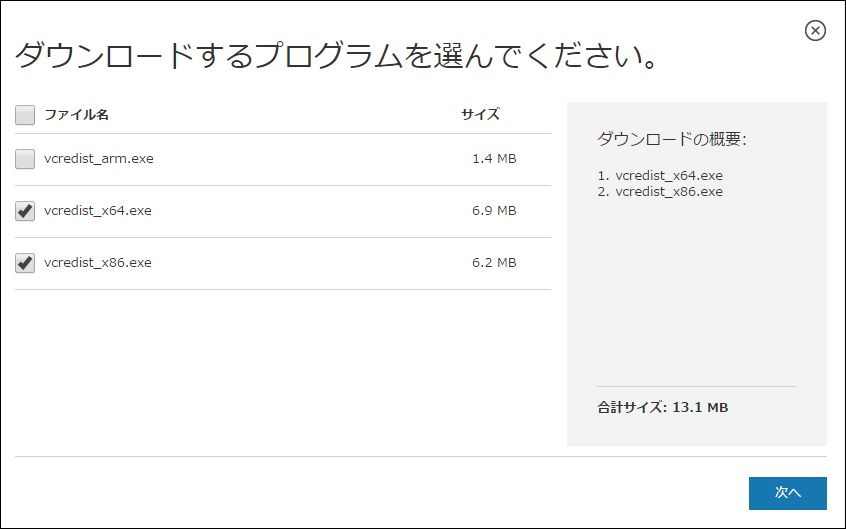 ダウンロードするプログラムを選んでください。
ファイル名 サイズ
vcredist_arm.exe 1.4 MB
vcredist_x64.exe 6.9 MB
vcredist_x86.exe 6.2 MB
ダウンロードの概要:
1. vcredist_x64.exe
2. vcredist_x86.exe
合計サイズ: 13.1 MB
次へ